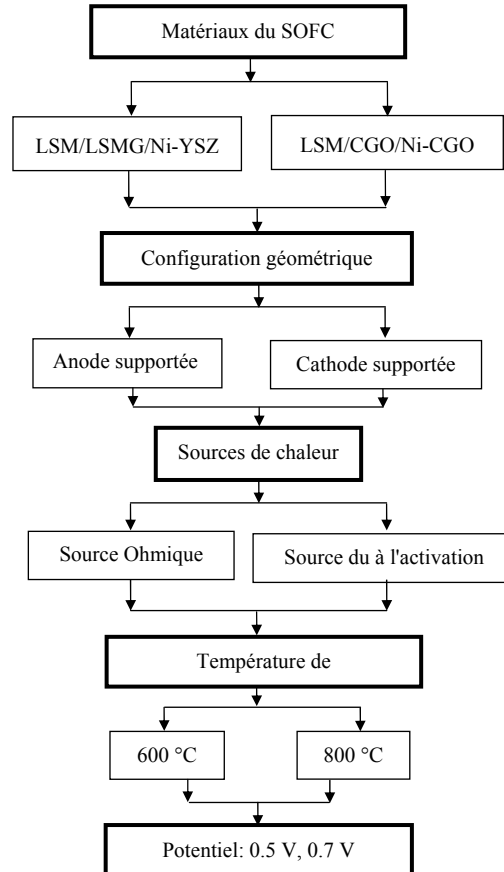 Matériaux du SOFC
LSM/LSMG/Ni-YSZ
LSM/CGO/Ni-CGO
Configuration géométrique
Anode supportée
Cathode supportée
Sources de chaleur
Source Ohmique
Source du à l'activation
Température de
600 °C
800 °C
Potentiel: 0.5 V, 0.7 V